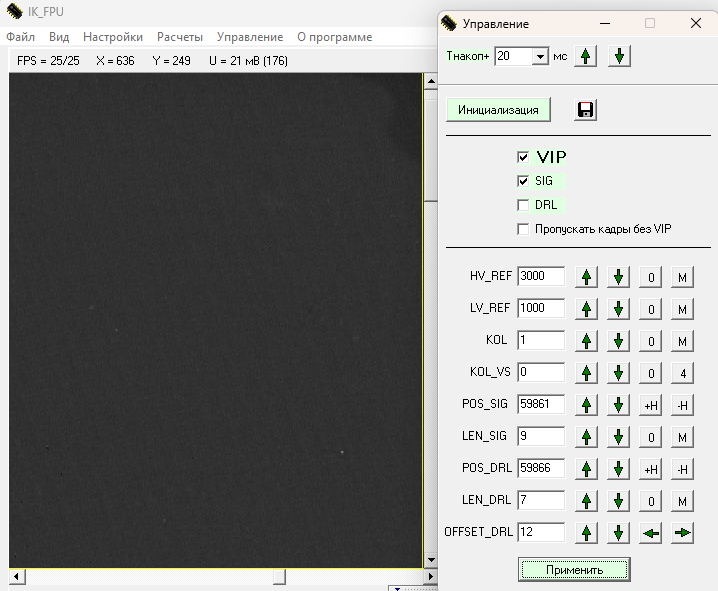 IK_FPU
Файл Вид Настройки Расчеты Управление О программе
FPS = 25/25 X = 636 Y = 249 U = 21 мВ (176)
Управление
Тнакоп+ 20 мс
Инициализация
VIP
SIG
DRL
Пропускать кадры без VIP
HV_REF 3000 0 М
LV_REF 1000 0 М
KOL 1 0 М
KOL_VS 0 0 4
POS_SIG 59861 +H -H
LEN_SIG 9 0 М
POS_DRL 59866 +H -H
LEN_DRL 7 0 М
OFFSET_DRL 12
Применить